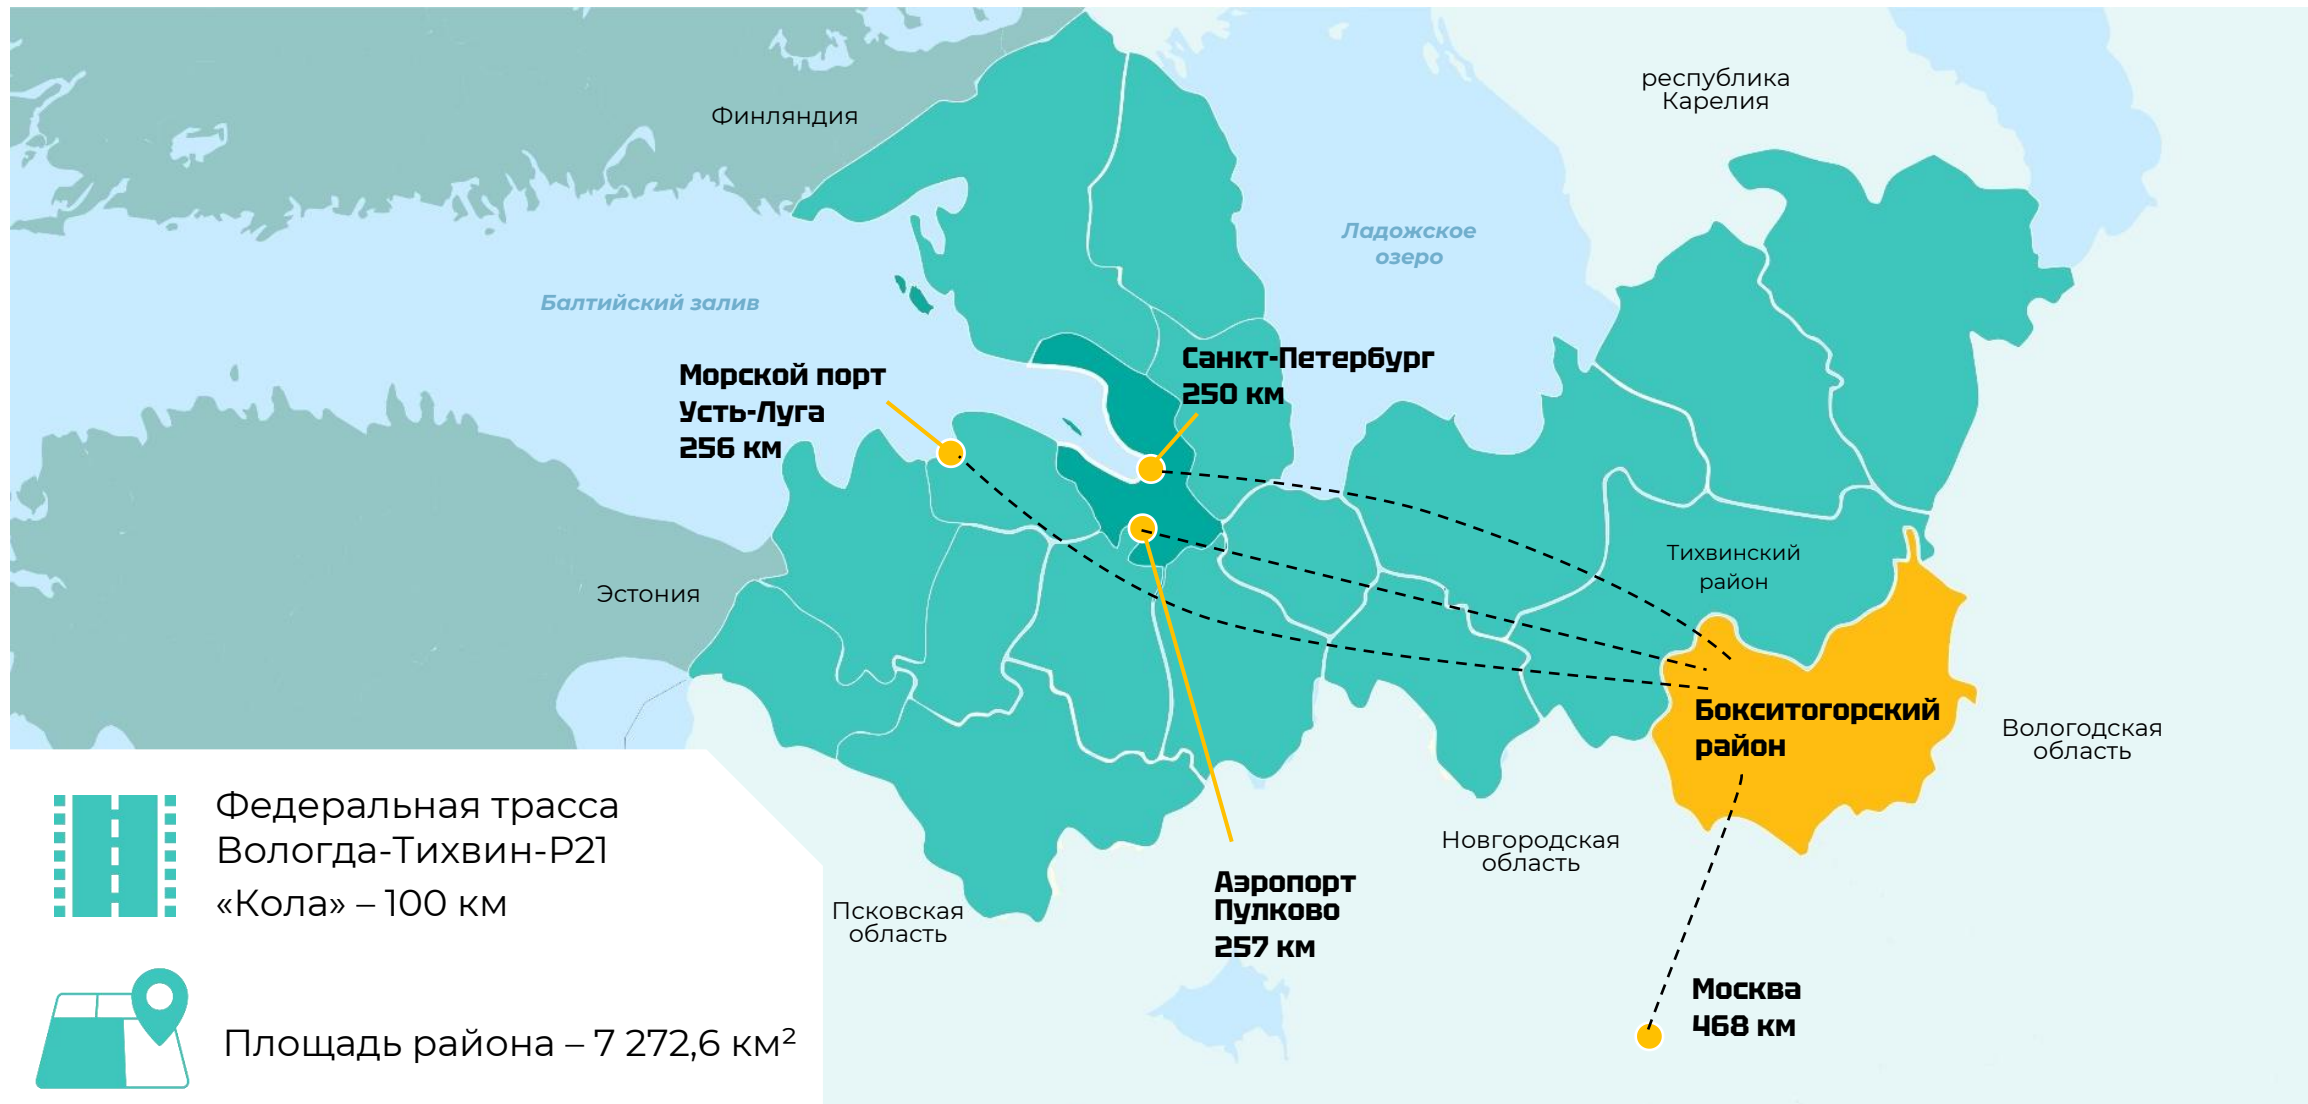 Финляндия
республика
Карелия
Ладожское
озеро
Балтийский залив
Морской порт
Усть-Луга
256 км
Санкт-Петербург
250 км
Эстония
Тихвинский
район
Бокситогорский
район
Вологодская
область
Новгородская
область
Псковская
область
Аэропорт
Пулково
257 км
Москва
468 км
Федеральная трасса
Вологда-Тихвин-Р21
«Кола» – 100 км
Площадь района – 7 272,6 км²